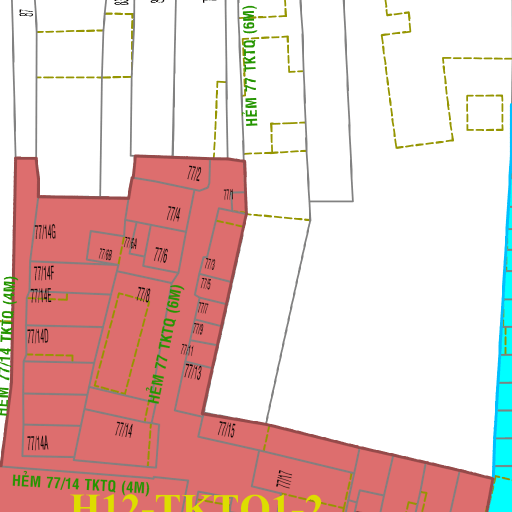 HẺM 77 TKTQ (6M)
77/2
77/1
77/4
77/14G
77/6A
77/6B
77/6
77/3
77/14F
77/5
77/14E
77/8
77/7
77/9
77/14D
77/11
77/13
HẺM 77/14 TKTQ (4M)
HẺM 77 TKTQ (6M)
77/14
77/15
77/14A
77/17
HẺM 77/14 TKTQ (4M)
H12-TKTQ1-2